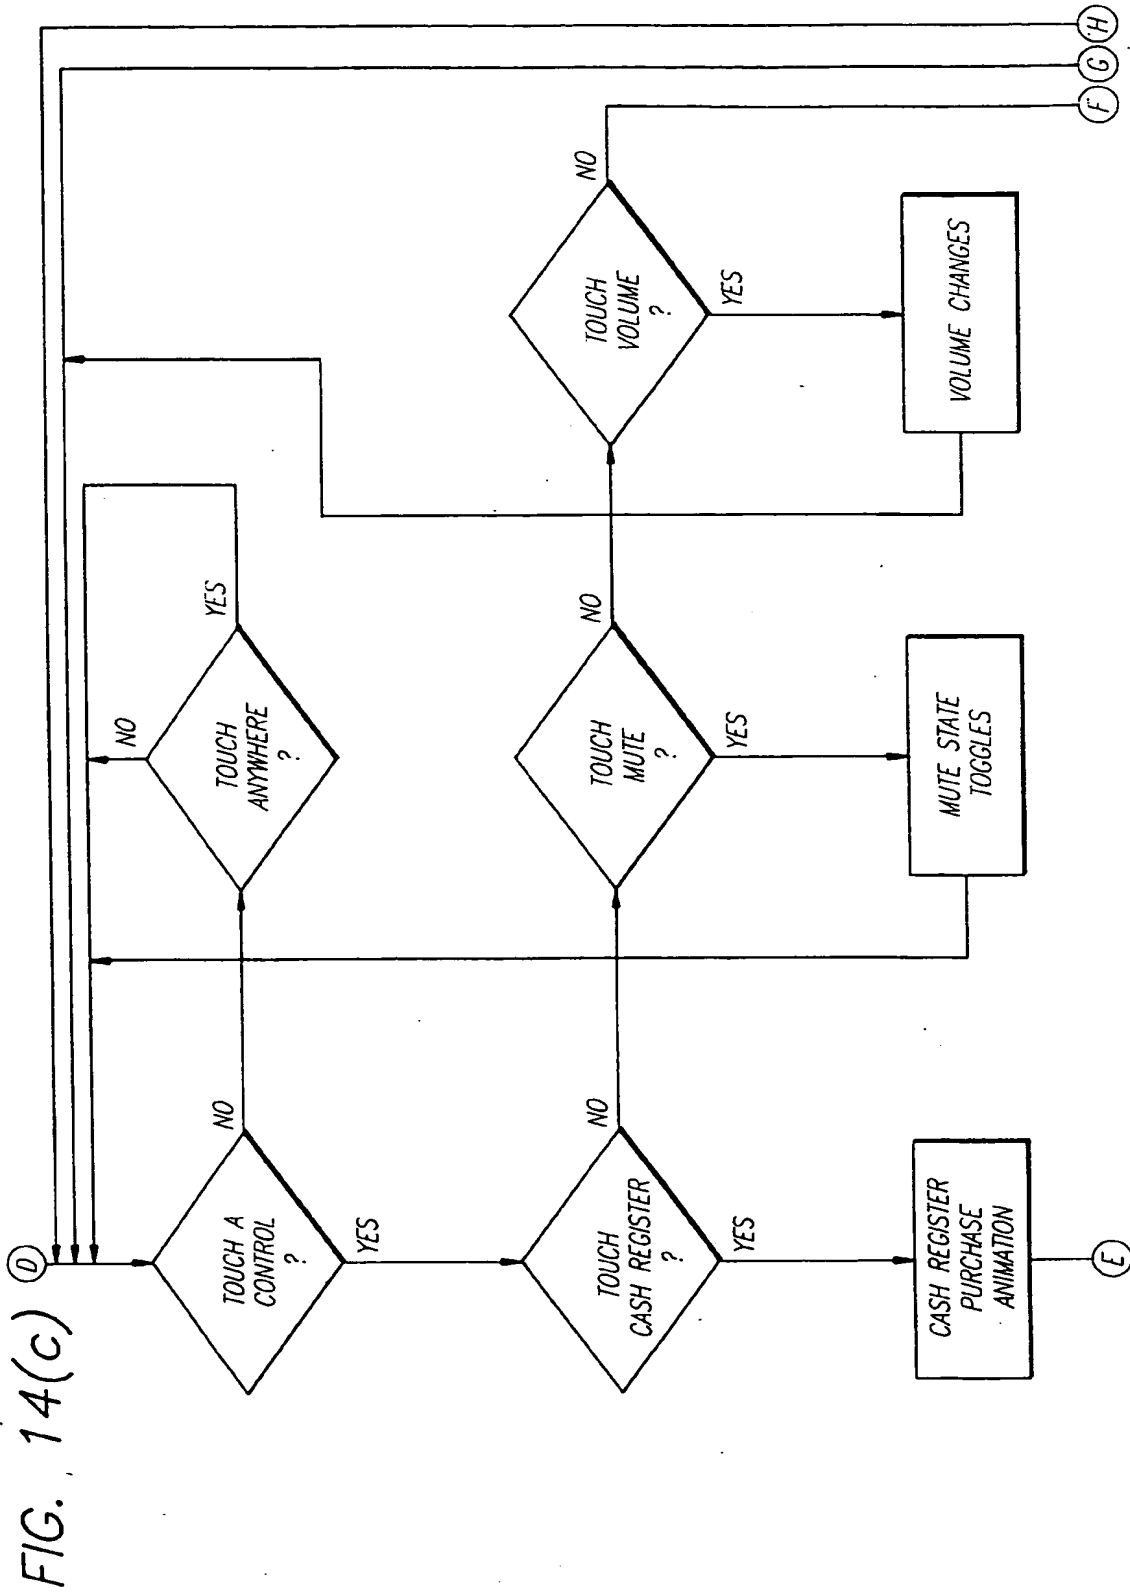 FIG. 14(c)
D
TOUCH A
CONTROL
?
NO
YES
TOUCH
ANYWHERE
?
NO
YES
TOUCH
CASH REGISTER
?
NO
YES
TOUCH
MUTE
?
NO
YES
TOUCH
VOLUME
?
NO
YES
CASH REGISTER
PURCHASE
ANIMATION
MUTE STATE
TOGGLES
VOLUME CHANGES
E
F
G
H